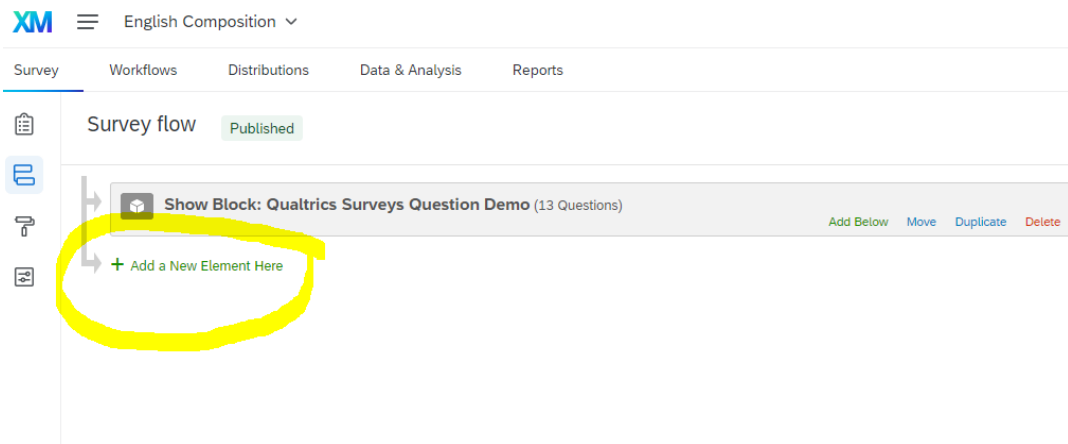 XM English Composition
Survey Workflows Distributions Data & Analysis Reports
Survey flow Published
Show Block: Qualtrics Surveys Question Demo (13 Questions)
Add Below Move Duplicate Delete
+ Add a New Element Here